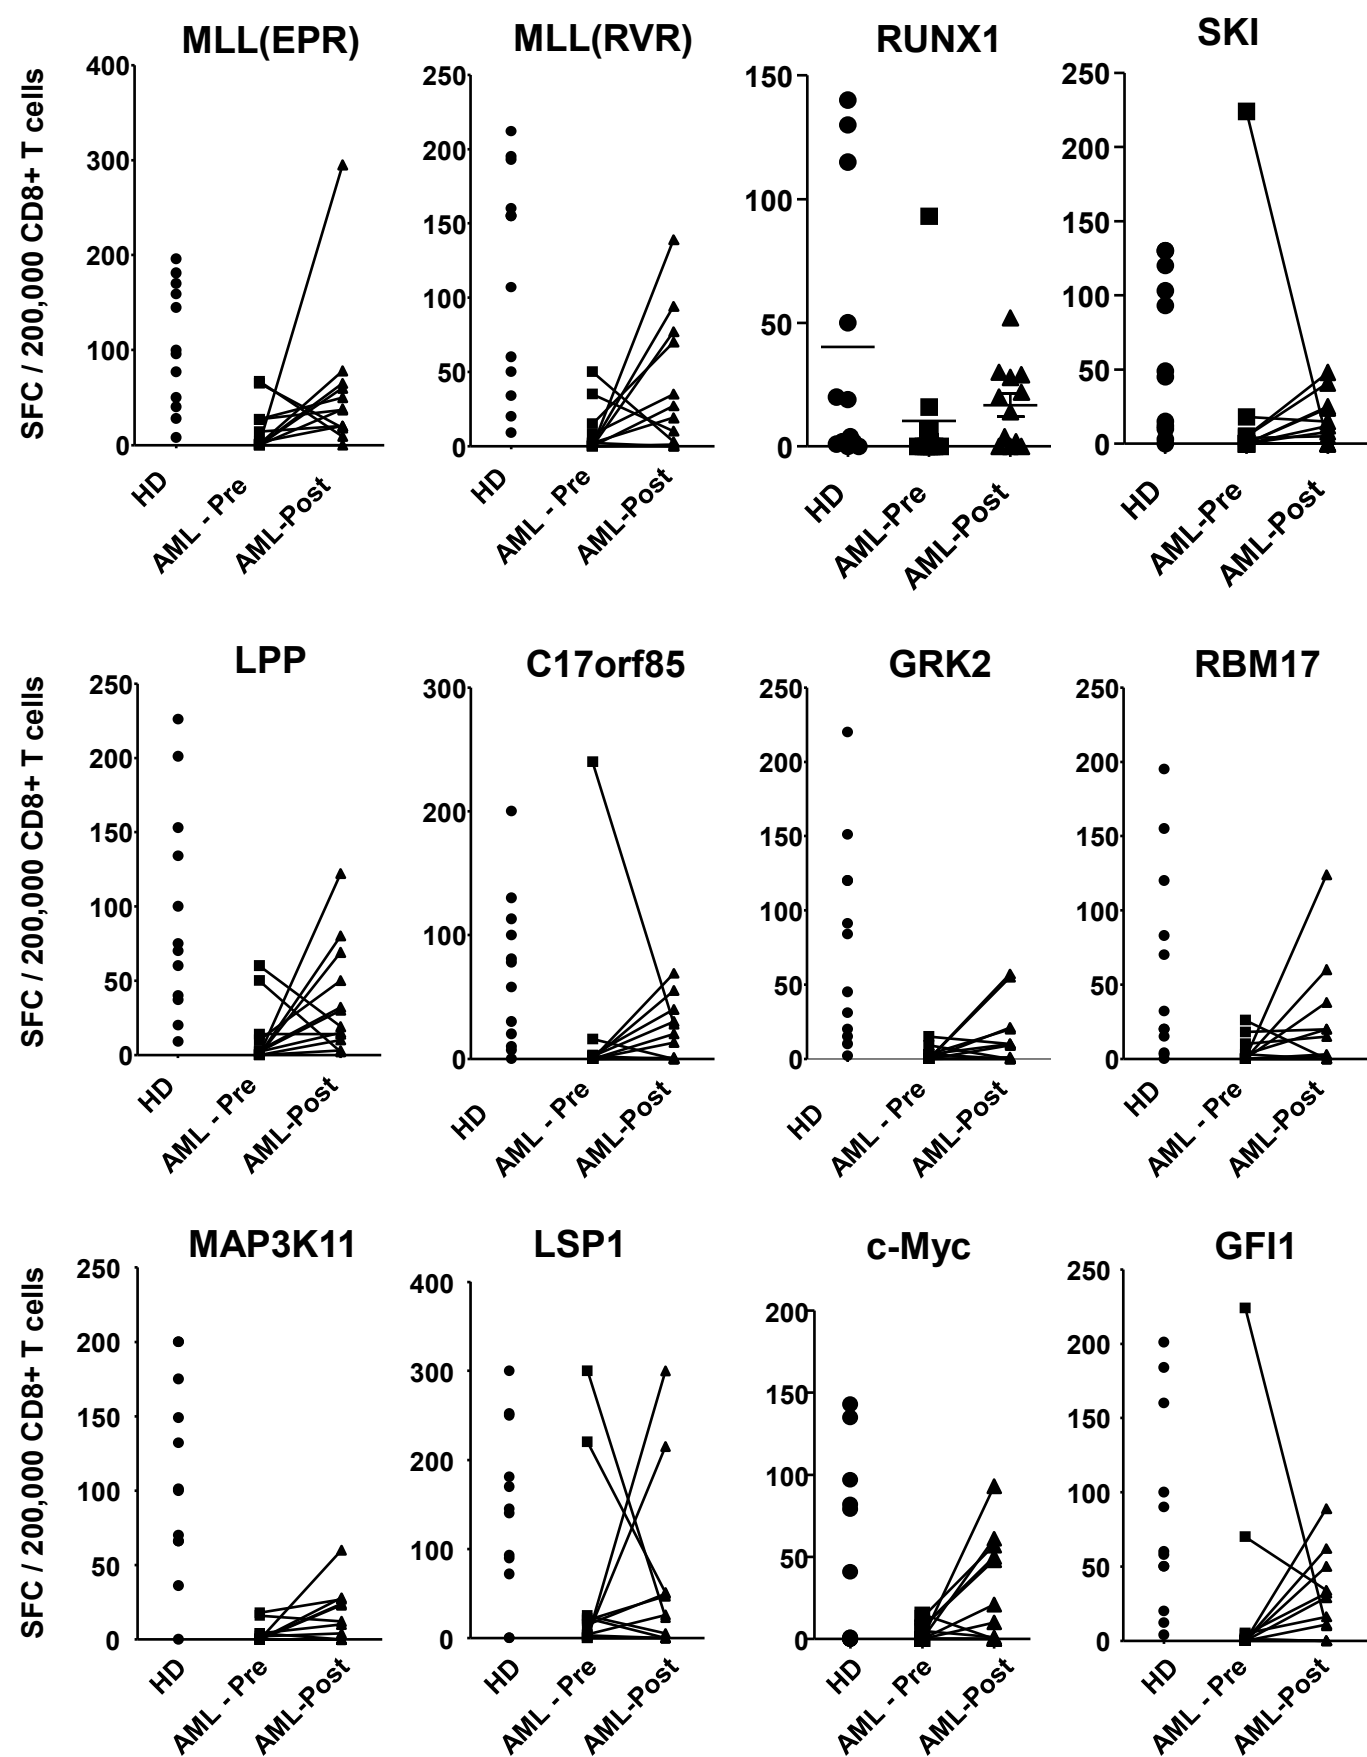 MLL(EPR)
SFC / 200,000 CD8+ T cells
400
300
200
100
0
HD
AML - Pre
AML-Post
MLL(RVR)
250
200
150
100
50
0
HD
AML - Pre
AML-Post
RUNX1
150
100
50
0
HD
AML-Pre
AML-Post
SKI
250
200
150
100
50
0
HD
AML-Pre
AML-Post
LPP
SFC / 200,000 CD8+ T cells
250
200
150
100
50
0
HD
AML - Pre
AML-Post
C17orf85
300
200
100
0
HD
AML - Pre
AML-Post
GRK2
250
200
150
100
50
0
HD
AML - Pre
AML-Post
RBM17
250
200
150
100
50
0
HD
AML - Pre
AML-Post
MAP3K11
SFC / 200,000 CD8+ T cells
250
200
150
100
50
0
HD
AML - Pre
AML-Post
LSP1
400
300
200
100
0
HD
AML - Pre
AML-Post
c-Myc
200
150
100
50
0
HD
AML - Pre
AML-Post
GFI1
250
200
150
100
50
0
HD
AML - Pre
AML-Post